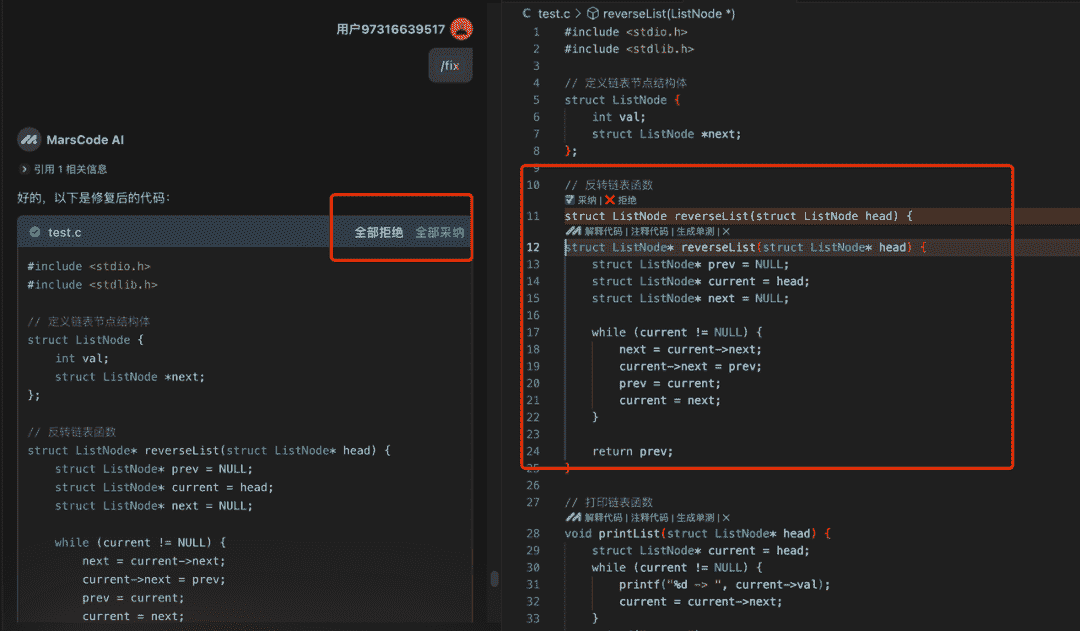 用户97316639517
/fix
MarsCode AI
引用 1 相关信息
好的，以下是修复后的代码：
test.c 全部拒绝 全部采纳
#include <stdio.h>
#include <stdlib.h>
// 定义链表节点结构体
struct ListNode {
    int val;
    struct ListNode *next;
};
// 反转链表函数
struct ListNode* reverseList(struct ListNode* head) {
    struct ListNode* prev = NULL;
    struct ListNode* current = head;
    struct ListNode* next = NULL;
    while (current != NULL) {
        next = current->next;
        current->next = prev;
        prev = current;
        current = next;
C test.c > reverseList(ListNode *)
1 #include <stdio.h>
2 #include <stdlib.h>
3
4 // 定义链表节点结构体
5 struct ListNode {
6     int val;
7     struct ListNode *next;
8 };
9
10 // 反转链表函数
采纳 | 拒绝
11 struct ListNode reverseList(struct ListNode head) {
解释代码 | 注释代码 | 生成单测 | ×
12 struct ListNode* reverseList(struct ListNode* head) {
13     struct ListNode* prev = NULL;
14     struct ListNode* current = head;
15     struct ListNode* next = NULL;
16
17     while (current != NULL) {
18         next = current->next;
19         current->next = prev;
20         prev = current;
21         current = next;
22     }
23
24     return prev;
25 }
26
27 // 打印链表函数
解释代码 | 注释代码 | 生成单测 | ×
28 void printList(struct ListNode* head) {
29     struct ListNode* current = head;
30     while (current != NULL) {
31         printf("%d -> ", current->val);
32         current = current->next;
33     }